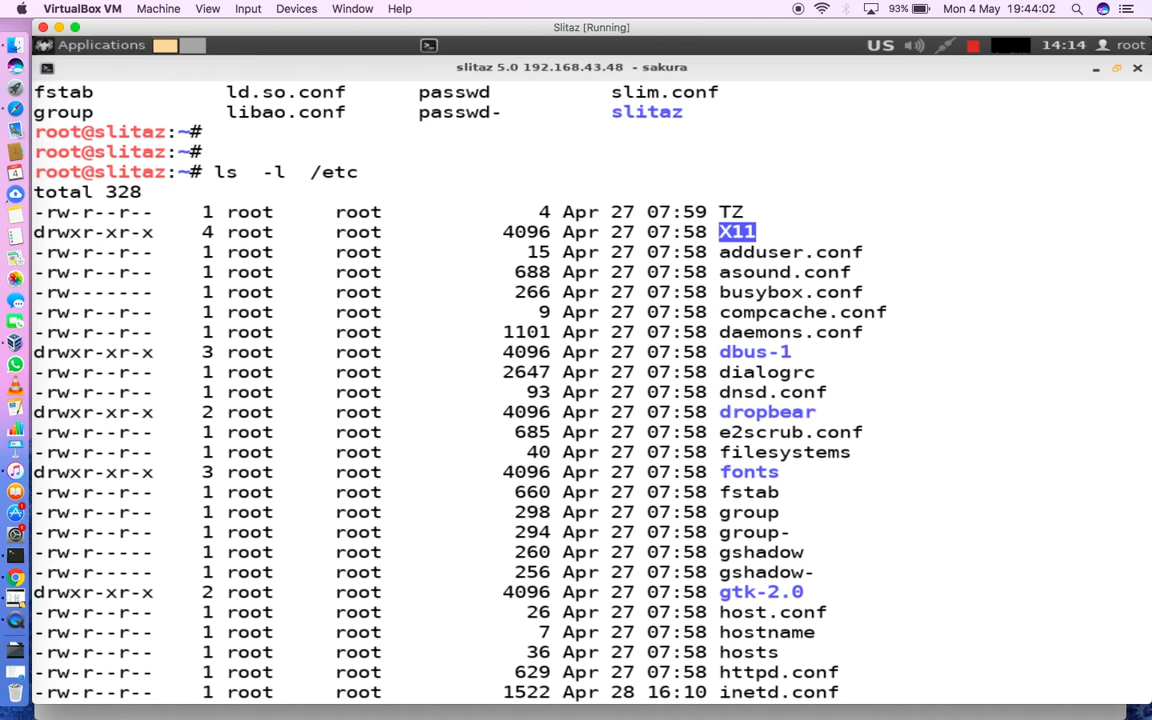 VirtualBox VM Machine View Input Devices Window Help 93% Mon 4 May 19:44:02
Slitaz [Running]
Applications US 14:14 root
slitaz 5.0 192.168.43.48 - sakura
fstab ld.so.conf passwd slim.conf
group libao.conf passwd- slitaz
root@slitaz:~#
root@slitaz:~#
root@slitaz:~# ls -l /etc
total 328
-rw-r--r-- 1 root root 4 Apr 27 07:59 TZ
drwxr-xr-x 4 root root 4096 Apr 27 07:58 X11
-rw-r--r-- 1 root root 15 Apr 27 07:58 adduser.conf
-rw-r--r-- 1 root root 688 Apr 27 07:58 asound.conf
-rw------- 1 root root 266 Apr 27 07:58 busybox.conf
-rw-r--r-- 1 root root 9 Apr 27 07:58 compcache.conf
-rw-r--r-- 1 root root 1101 Apr 27 07:58 daemons.conf
drwxr-xr-x 3 root root 4096 Apr 27 07:58 dbus-1
-rw-r--r-- 1 root root 2647 Apr 27 07:58 dialogrc
-rw-r--r-- 1 root root 93 Apr 27 07:58 dnsd.conf
drwxr-xr-x 2 root root 4096 Apr 27 07:58 dropbear
-rw-r--r-- 1 root root 685 Apr 27 07:58 e2scrub.conf
-rw-r--r-- 1 root root 40 Apr 27 07:58 filesystems
drwxr-xr-x 3 root root 4096 Apr 27 07:58 fonts
-rw-r--r-- 1 root root 660 Apr 27 07:58 fstab
-rw-r--r-- 1 root root 298 Apr 27 07:58 group
-rw-r--r-- 1 root root 294 Apr 27 07:58 group-
-rw-r----- 1 root root 260 Apr 27 07:58 gshadow
-rw-r----- 1 root root 256 Apr 27 07:58 gshadow-
drwxr-xr-x 2 root root 4096 Apr 27 07:58 gtk-2.0
-rw-r--r-- 1 root root 26 Apr 27 07:58 host.conf
-rw-r--r-- 1 root root 7 Apr 27 07:58 hostname
-rw-r--r-- 1 root root 36 Apr 27 07:58 hosts
-rw-r--r-- 1 root root 629 Apr 27 07:58 httpd.conf
-rw-r--r-- 1 root root 1522 Apr 28 16:10 inetd.conf